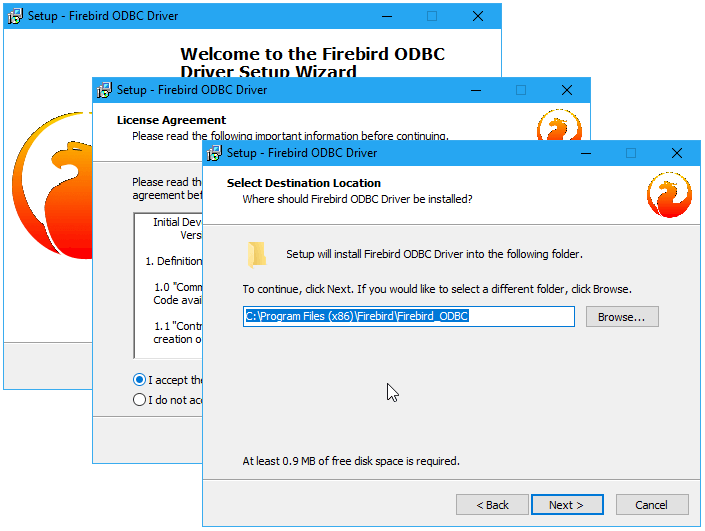 Setup - Firebird ODBC Driver
Welcome to the Firebird ODBC
Driver Setup Wizard
Setup - Firebird ODBC Driver
License Agreement
Please read the following important information before continuing.
Please read the
agreement bef
Initial Deve
Vers
1. Definition
1.0 "Comm
Code avai
1.1 "Contr
creation o
I accept the
I do not acc
Setup - Firebird ODBC Driver
Select Destination Location
Where should Firebird ODBC Driver be installed?
Setup will install Firebird ODBC Driver into the following folder.
To continue, click Next. If you would like to select a different folder, click Browse.
C:\Program Files (x86)\Firebird\Firebird_ODBC
Browse...
At least 0.9 MB of free disk space is required.
< Back
Next >
Cancel